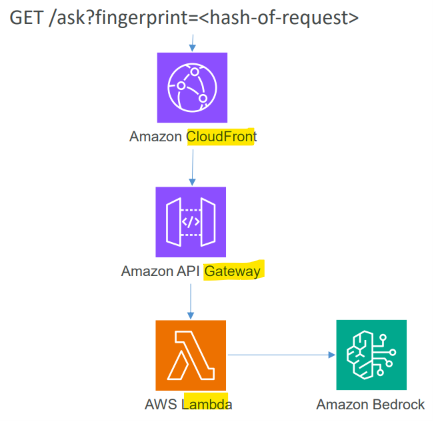 GET /ask?fingerprint=<hash-of-request>
Amazon CloudFront
Amazon API Gateway
AWS Lambda
Amazon Bedrock